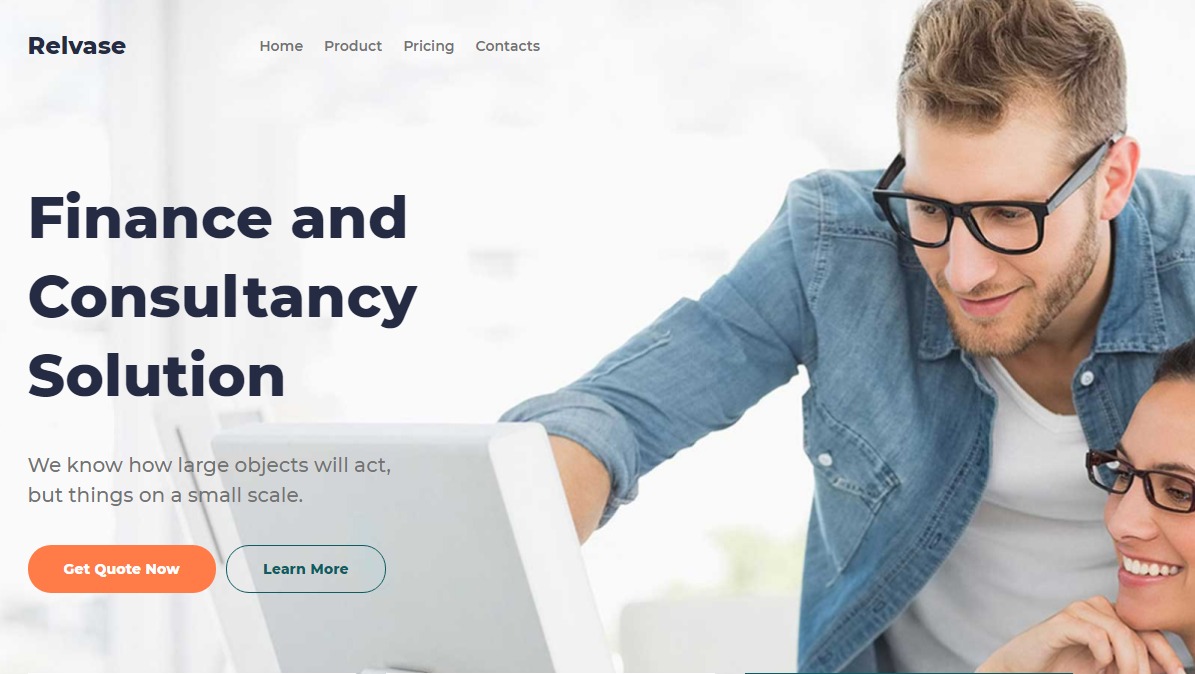 Relvase
Home Product Pricing Contacts
Finance and
Consultancy
Solution
We know how large objects will act,
but things on a small scale.
Get Quote Now Learn More